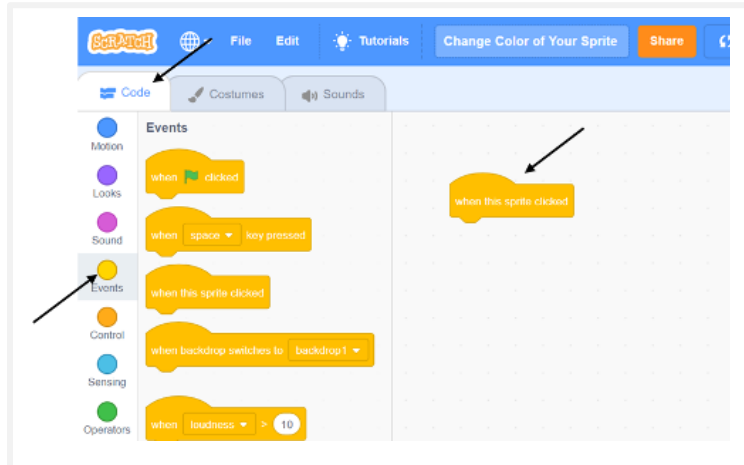 SCRATCH File Edit Tutorials Change Color of Your Sprite Share
Code Costumes Sounds
Motion
Looks
Sound
Events
Control
Sensing
Operators
Events
when clicked
when space key pressed
when this sprite clicked
when backdrop switches to backdrop1
when loudness > 10
when this sprite clicked